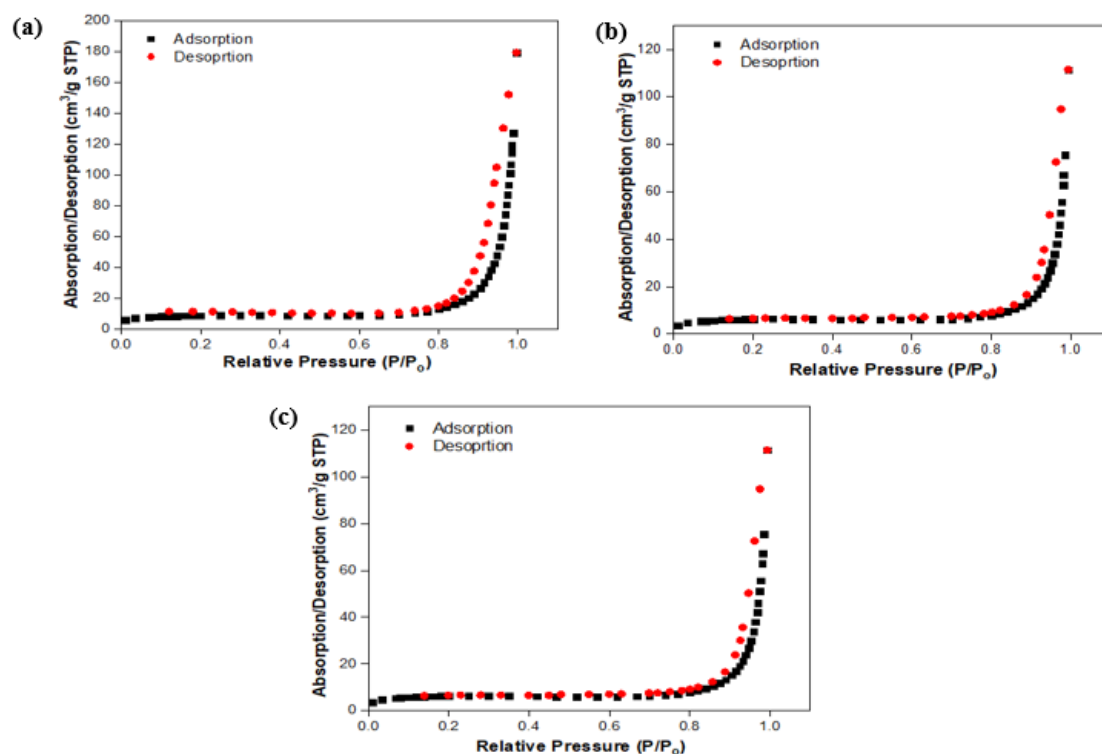 (a)
200
180
160
140
120
100
80
60
40
20
0
Absorption/Desorption (cm³/g STP)
Adsorption
Desoprtion
0.0 0.2 0.4 0.6 0.8 1.0
Relative Pressure (P/Pₒ)
(b)
120
100
80
60
40
20
0
Absorption/Desorption (cm³/g STP)
Adsorption
Desoprtion
0.0 0.2 0.4 0.6 0.8 1.0
Relative Pressure (P/Pₒ)
(c)
120
100
80
60
40
20
0
Absorption/Desorption (cm³/g STP)
Adsorption
Desoprtion
0.0 0.2 0.4 0.6 0.8 1.0
Relative Pressure (P/Pₒ)